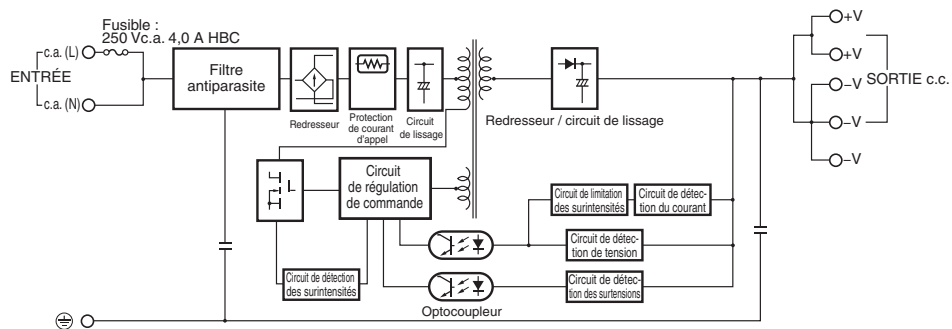 Fusible :
250 Vc.a. 4,0 A HBC
c.a. (L)
ENTRÉE
c.a. (N)
Filtre
antiparasite
Redresseur
Protection
de courant
d'appel
Circuit
de lissage
Redresseur / circuit de lissage
+V
+V
–V
SORTIE c.c.
–V
–V
Circuit
de régulation
de commande
Circuit de limitation
des surintensités
Circuit de détec-
tion du courant
Circuit de détec-
tion de tension
Circuit de détection
des surintensités
Circuit de détec-
tion des surtensions
Optocoupleur